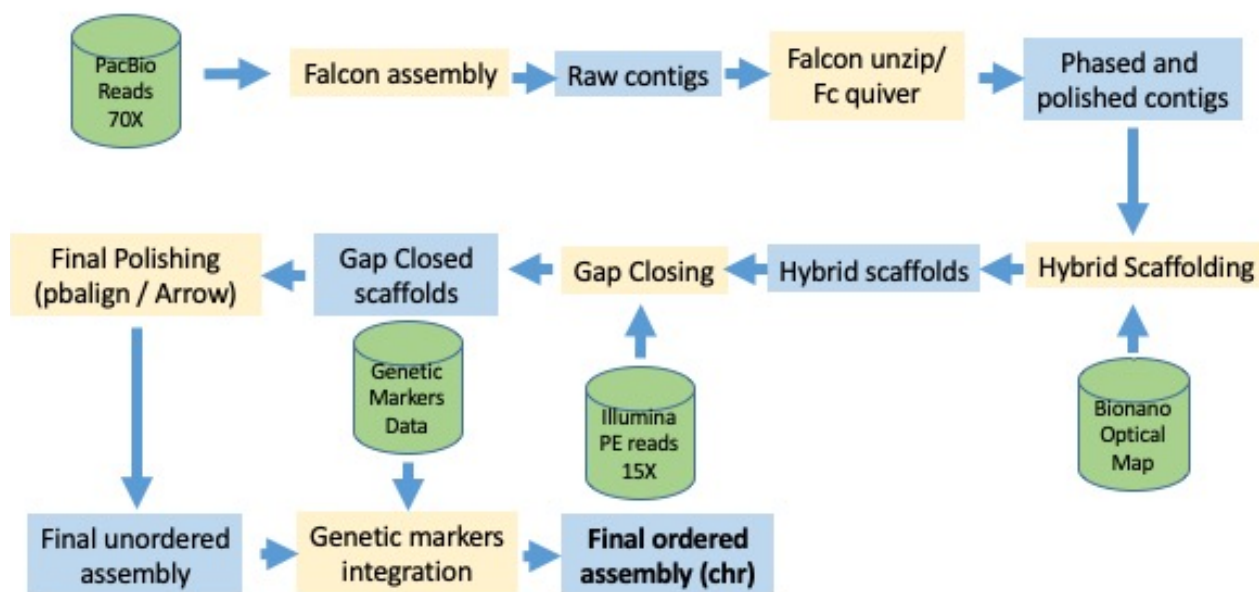 PacBio
Reads
70X
Falcon assembly
Raw contigs
Falcon unzip/
Fc quiver
Phased and
polished contigs
Final Polishing
(pbalign / Arrow)
Gap Closed
scaffolds
Gap Closing
Hybrid scaffolds
Hybrid Scaffolding
Genetic
Markers
Data
Illumina
PE reads
15X
Bionano
Optical
Map
Final unordered
assembly
Genetic markers
integration
Final ordered
assembly (chr)